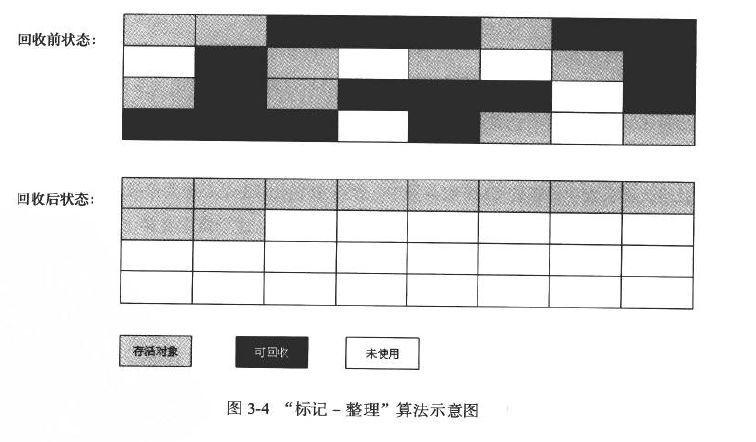 回收前状态：
回收后状态：
存活对象
可回收
未使用
图 3-4 “标记－整理”算法示意图